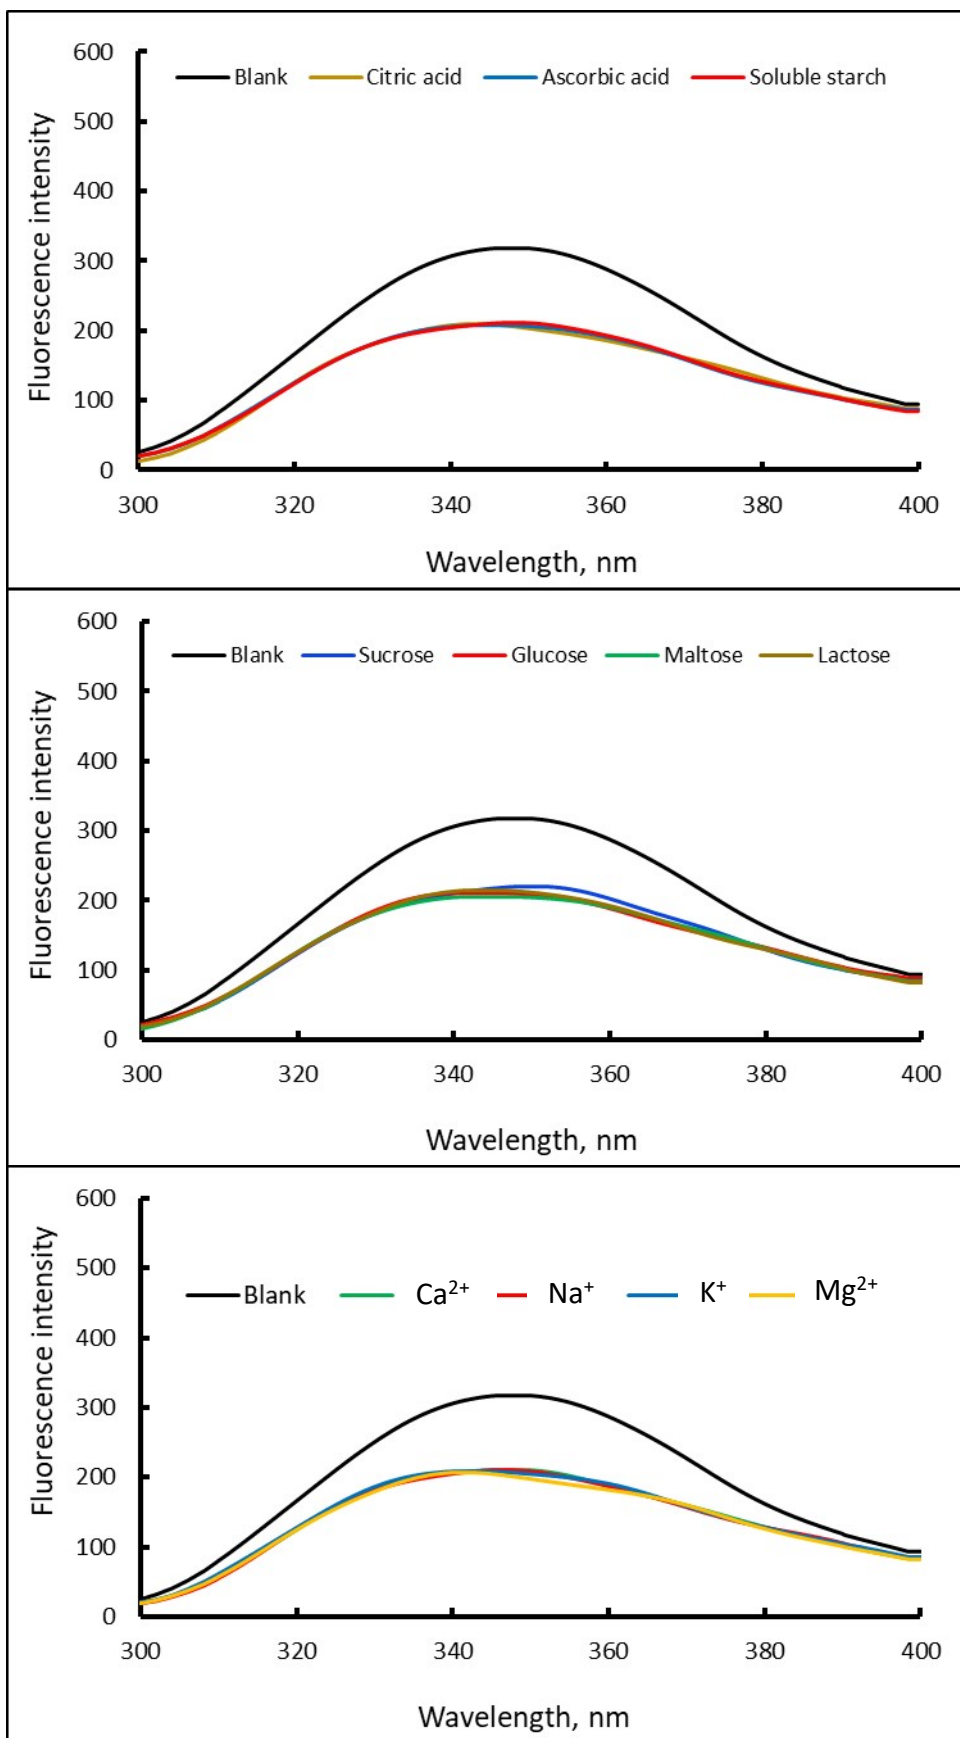 600
Blank Citric acid Ascorbic acid Soluble starch
500
400
300
200
100
0
Fluorescence intensity
300 320 340 360 380 400
Wavelength, nm
600
Blank Sucrose Glucose Maltose Lactose
500
400
300
200
100
0
Fluorescence intensity
300 320 340 360 380 400
Wavelength, nm
600
500
Blank Ca²⁺ Na⁺ K⁺ Mg²⁺
400
300
200
100
0
Fluorescence intensity
300 320 340 360 380 400
Wavelength, nm